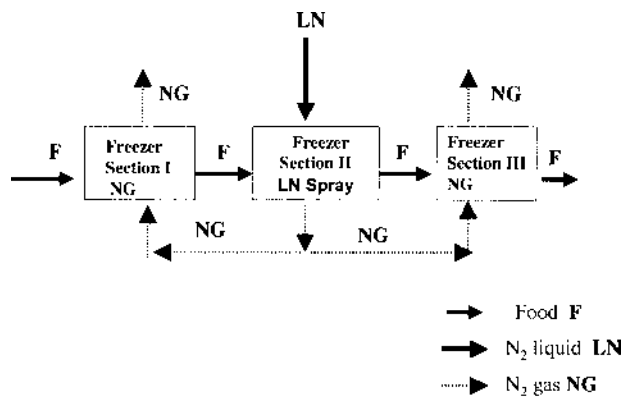 LN
NG
NG
F
Freezer
Section I
NG
F
Freezer
Section II
LN Spray
F
Freezer
Section III
NG
F
NG
NG
Food F
N₂ liquid LN
N₂ gas NG